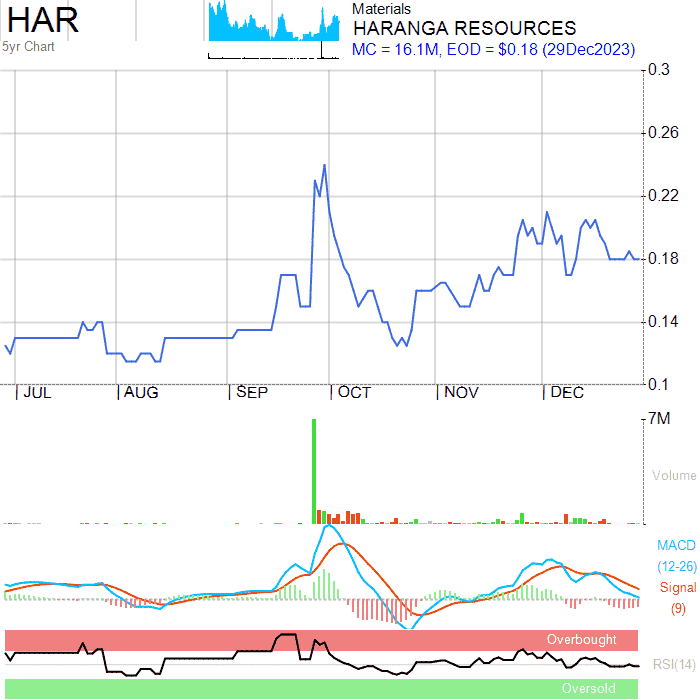 HAR
5yr Chart
Materials
HARANGA RESOURCES
MC = 16.1M, EOD = $0.18 (29Dec2023)
0.3
0.26
0.22
0.18
0.14
0.1
JUL AUG SEP OCT NOV DEC
7M
Volume
MACD
(12-26)
Signal
(9)
Overbought
RSI(14)
Oversold